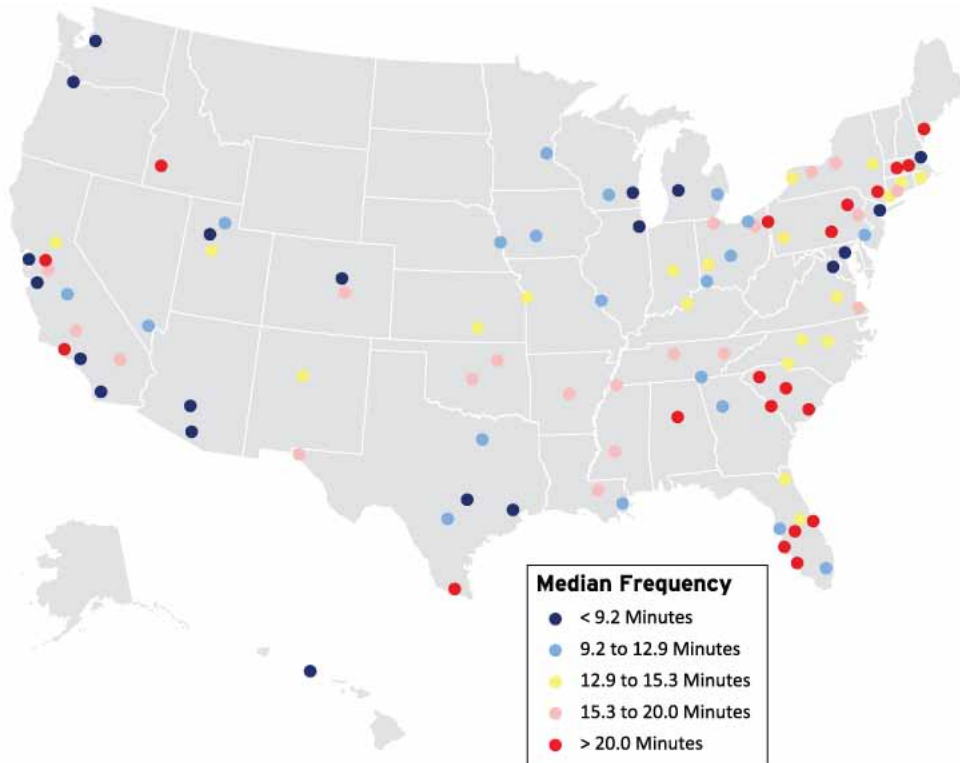 Median Frequency
< 9.2 Minutes
9.2 to 12.9 Minutes
12.9 to 15.3 Minutes
15.3 to 20.0 Minutes
> 20.0 Minutes